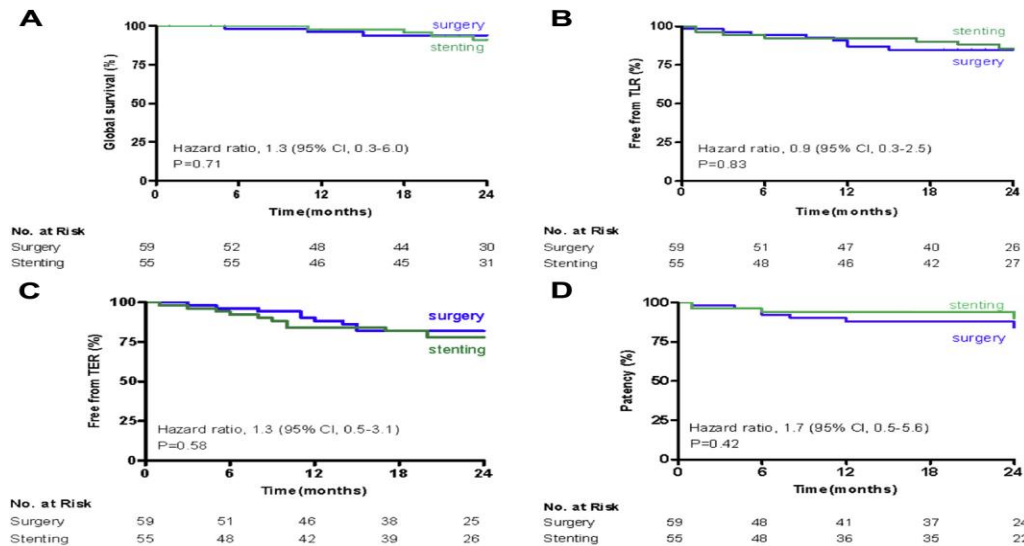 A
surgery
stenting
100
75
50
25
0
Global survival (%)
Hazard ratio, 1.3 (95% CI, 0.3-6.0)
P=0.71
0 6 12 18 24
Time(months)
No. at Risk
Surgery 59 52 48 44 30
Stenting 55 55 46 45 31
B
stenting
surgery
100
75
50
25
0
Free from TLR (%)
Hazard ratio, 0.9 (95% CI, 0.3-2.5)
P=0.83
0 6 12 18 24
Time(months)
No. at Risk
Surgery 59 51 47 40 26
Stenting 55 48 46 42 27
C
surgery
stenting
100
75
50
25
0
Free from TER (%)
Hazard ratio, 1.3 (95% CI, 0.5-3.1)
P=0.58
0 6 12 18 24
Time(months)
No. at Risk
Surgery 59 51 46 38 25
Stenting 55 48 42 39 26
D
stenting
surgery
100
75
50
25
0
Patency (%)
Hazard ratio, 1.7 (95% CI, 0.5-5.6)
P=0.42
0 6 12 18 24
Time(months)
No. at Risk
Surgery 59 48 41 37 24
Stenting 55 48 36 35 22